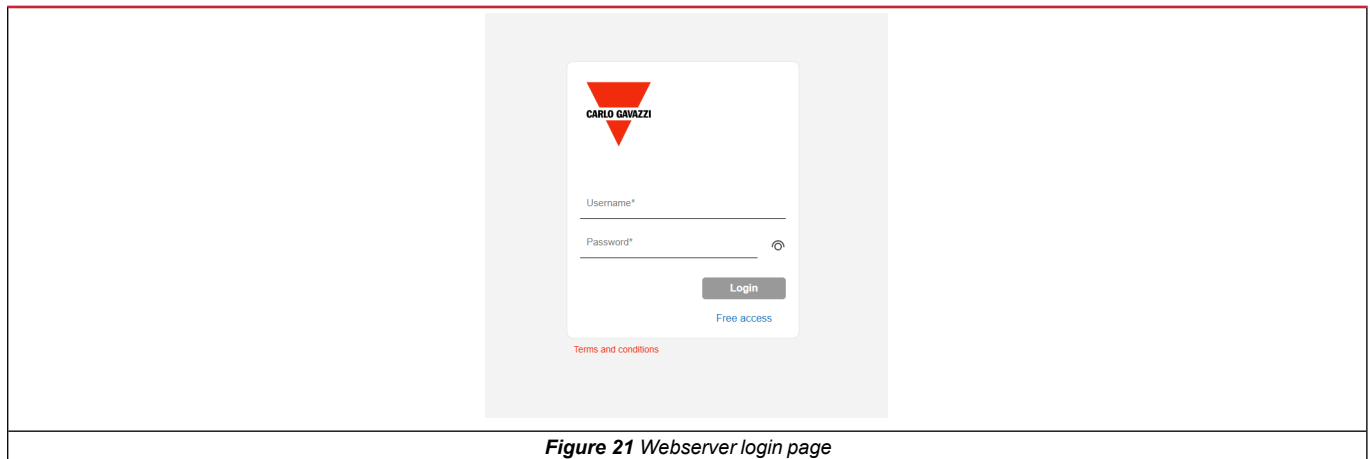 CARLO GAVAZZI
Username*
Password*
Login
Free access
Terms and conditions
Figure 21 Webserver login page